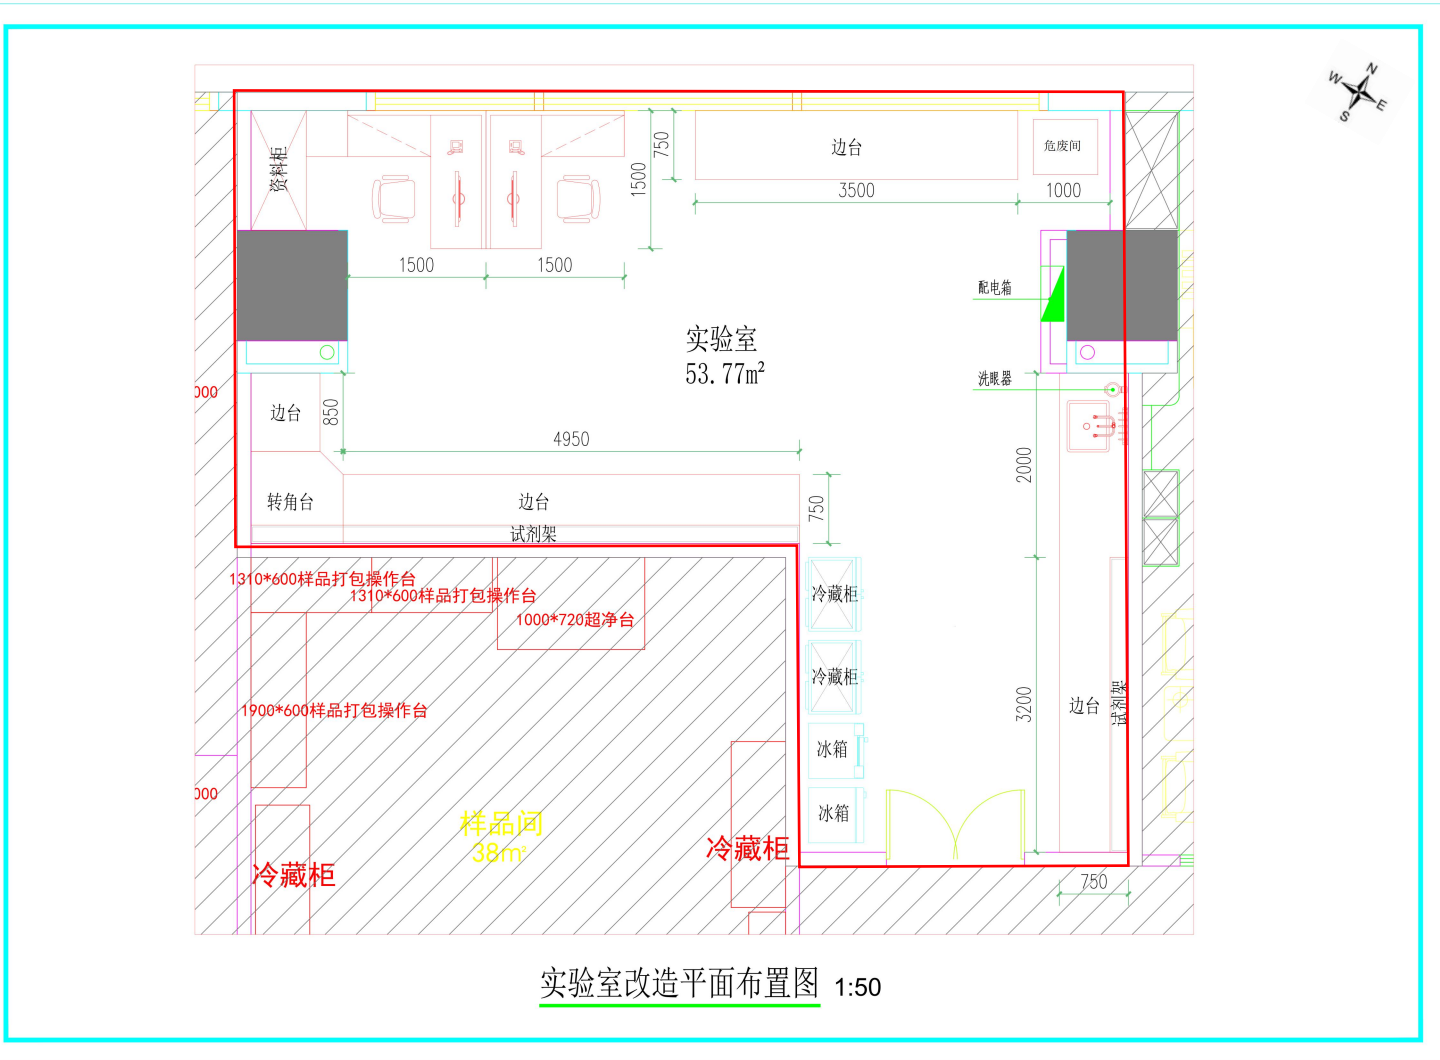 N
W
E
S
资料柜
750
1500
边台
危废间
3500
1000
1500
1500
配电箱
实验室
53.77m²
洗眼器
000
边台
850
4950
2000
转角台
边台
750
试剂架
1310*600样品打包操作台
1310*600样品打包操作台
1000*720超净台
冷藏柜
冷藏柜
1900*600样品打包操作台
3200
边台
试剂架
冰箱
000
冰箱
样品间
38m²
冷藏柜
冷藏柜
750
实验室改造平面布置图 1:50